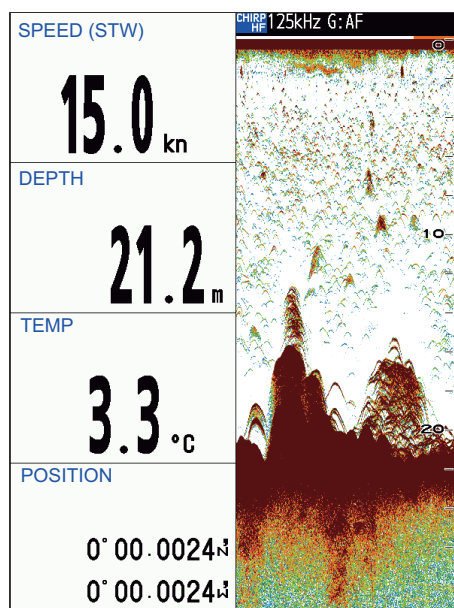 SPEED (STW)
15.0 kn
DEPTH
21.2 m
TEMP
3.3 °C
POSITION
0°00.0024'N
0°00.0024'W
CHIRP HF 125kHz G:AF
0
10
20